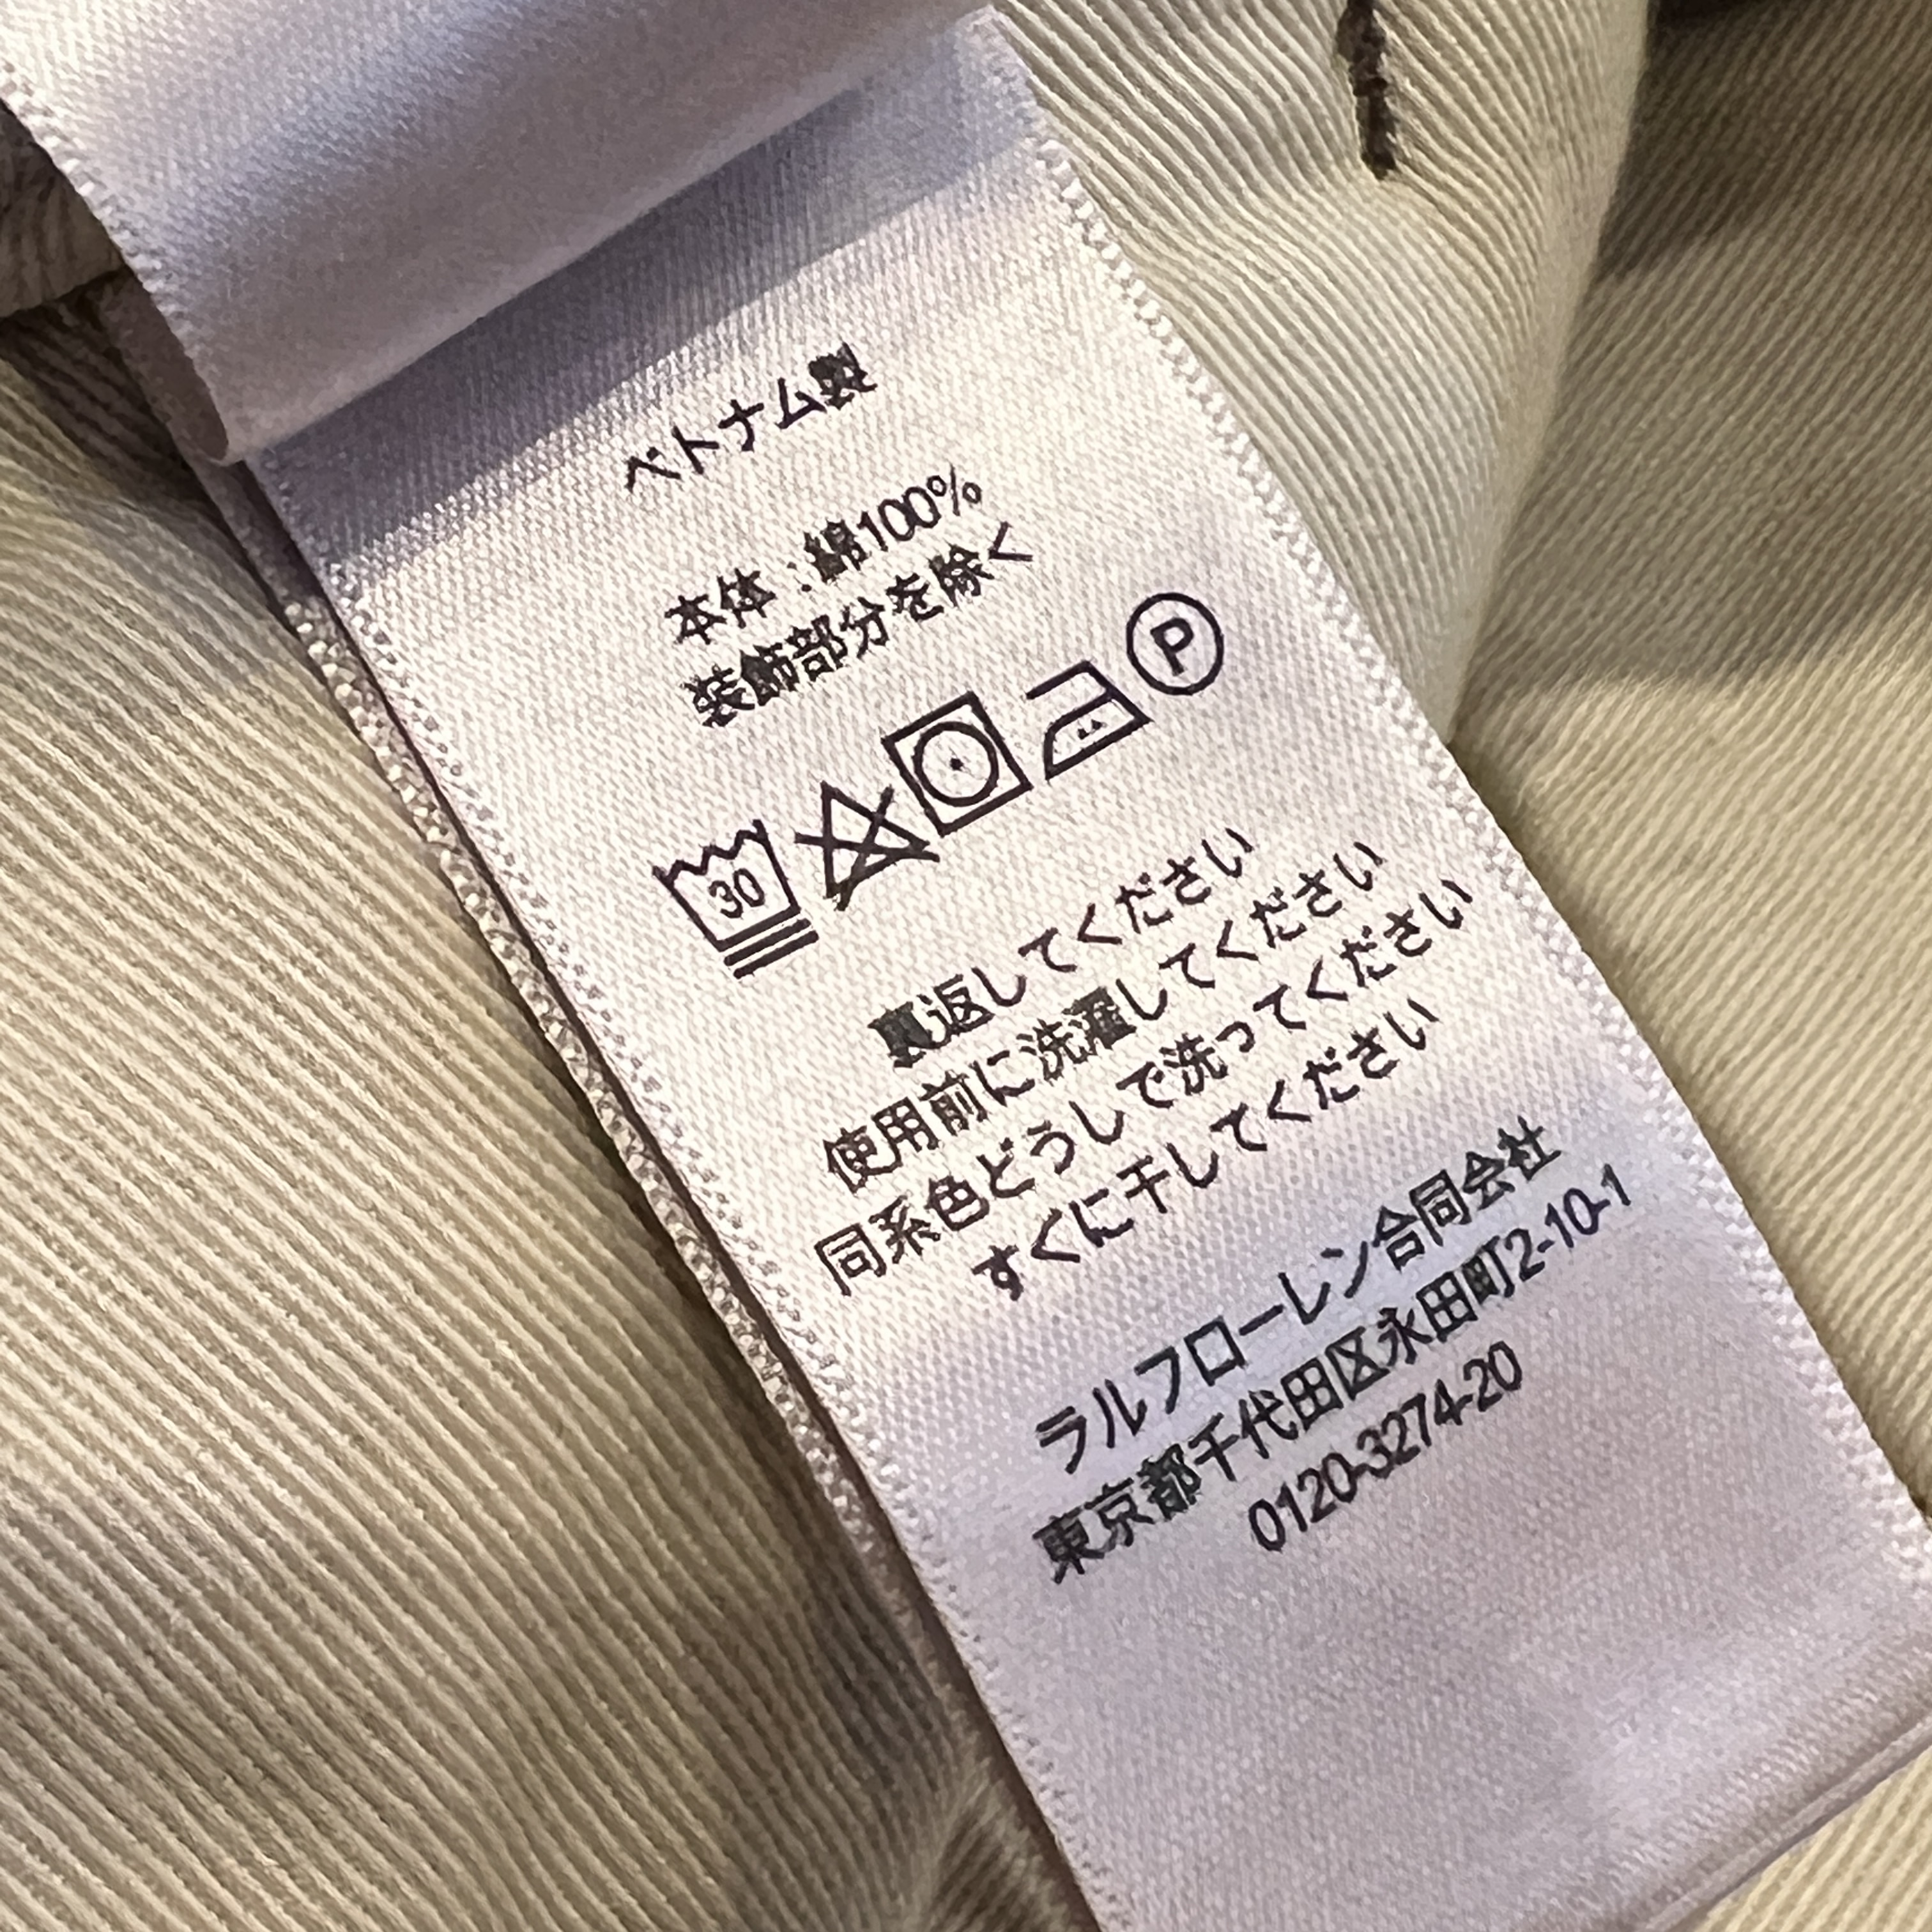 ベトナム製
本体:綿100%
装飾部分を除く
30
P
裏返してください
使用前に洗濯してください
同系色どうしで洗ってください
すぐに干してください
ラルフローレン合同会社
東京都千代田区永田町2-10-1
0120-3274-20